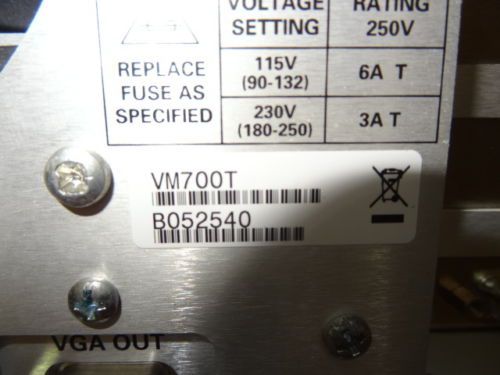 VOLTAGE RATING
SETTING 250V
REPLACE
FUSE AS
SPECIFIED
115V
(90-132)
6A T
230V
(180-250)
3A T
VM700T
B052540
VGA OUT